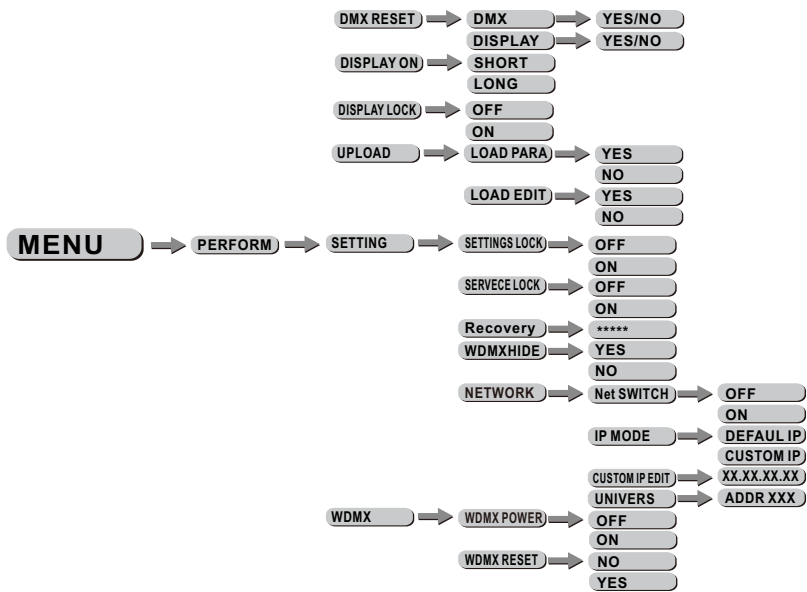 DMX RESET DMX YES/NO
DISPLAY YES/NO
DISPLAY ON SHORT
LONG
DISPLAY LOCK OFF
ON
UPLOAD LOAD PARA YES
NO
LOAD EDIT YES
NO
MENU PERFORM SETTING SETTINGS LOCK OFF
ON
SERVECE LOCK OFF
ON
Recovery *****
WDMXHIDE YES
NO
NETWORK Net SWITCH OFF
ON
IP MODE DEFAUL IP
CUSTOM IP
CUSTOM IP EDIT XX.XX.XX.XX
UNIVERS ADDR XXX
WDMX WDMX POWER OFF
ON
WDMX RESET NO
YES